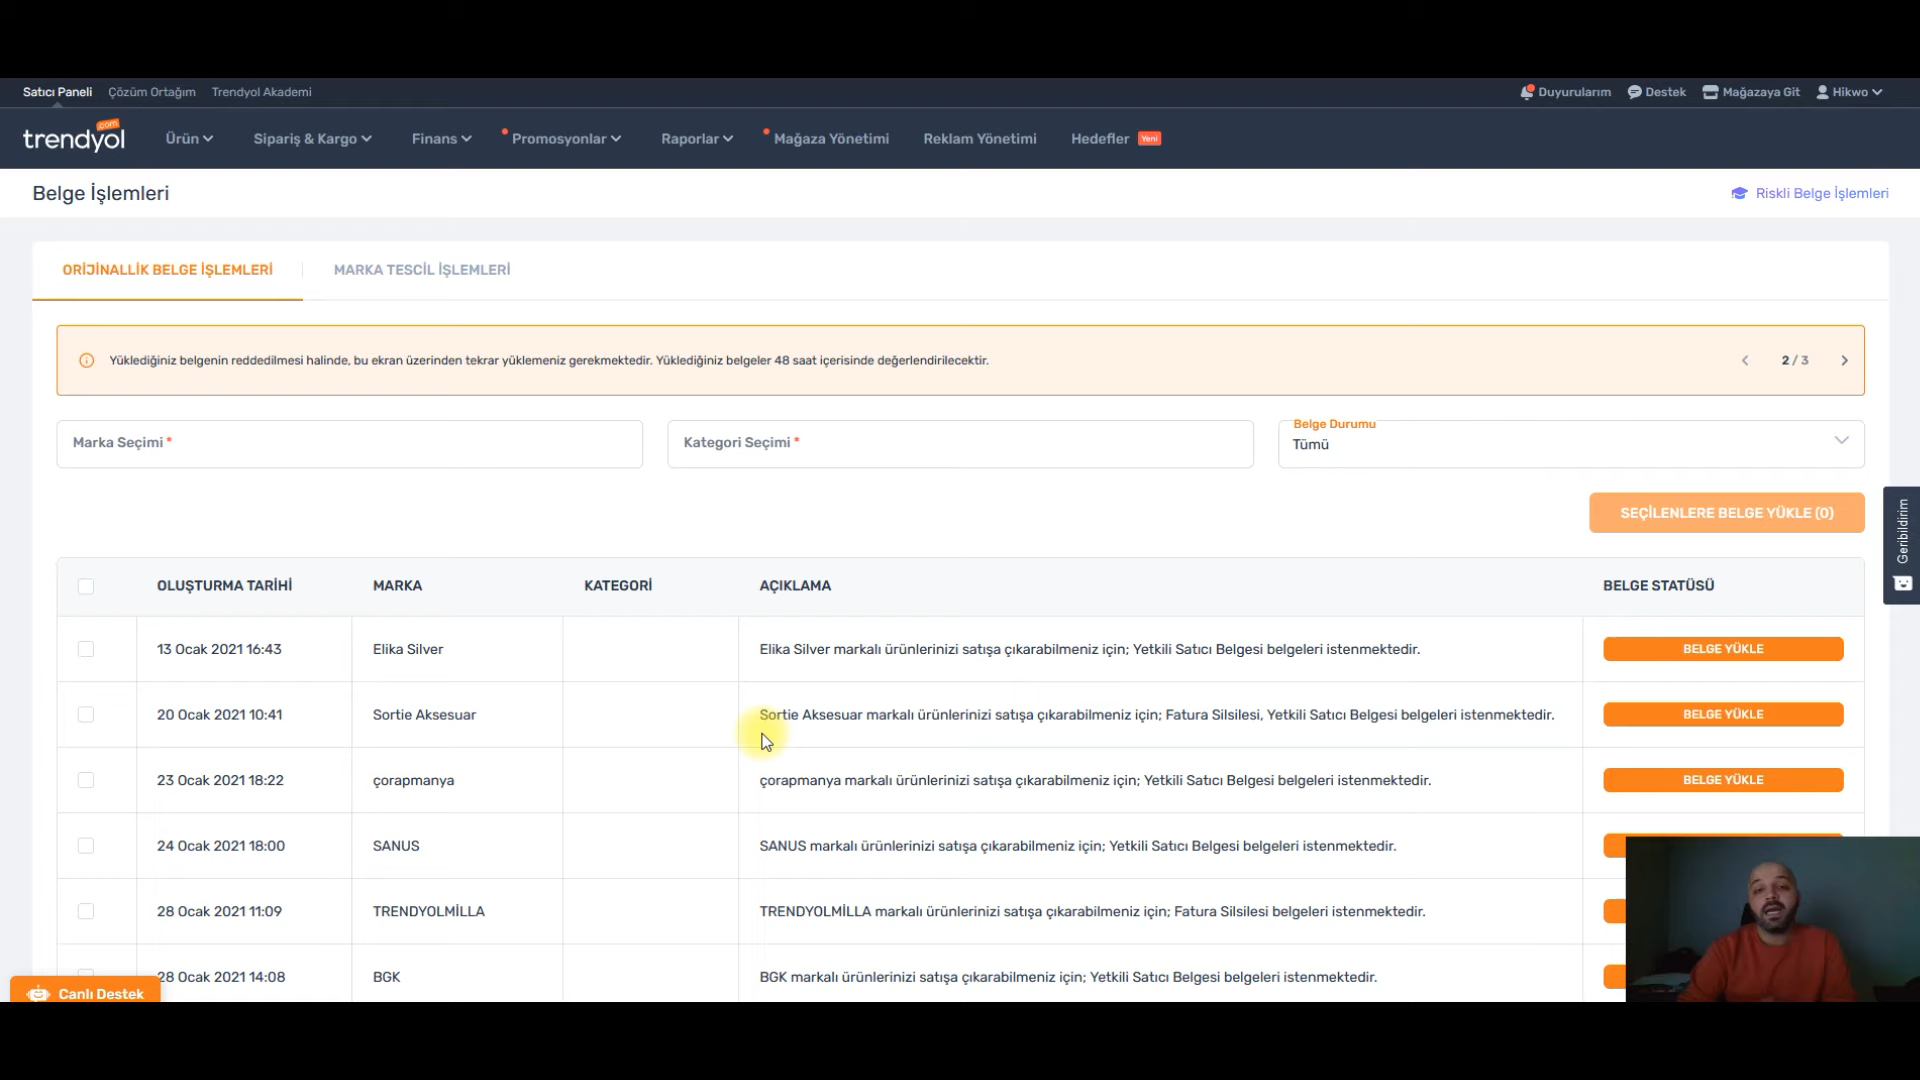 Satıcı Paneli Çözüm Ortağım Trendyol Akademi Duyurularım Destek Mağazaya Git Hikwo
trendyol.com Ürün Sipariş & Kargo Finans Promosyonlar Raporlar Mağaza Yönetimi Reklam Yönetimi Hedefler Yeni
Belge İşlemleri Riskli Belge İşlemleri
ORİJİNALLİK BELGE İŞLEMLERİ MARKA TESCİL İŞLEMLERİ
Yüklediğiniz belgenin reddedilmesi halinde, bu ekran üzerinden tekrar yüklemeniz gerekmektedir. Yüklediğiniz belgeler 48 saat içerisinde değerlendirilecektir. 2 / 3
Belge Durumu
Marka Seçimi * Kategori Seçimi * Tümü
SEÇİLENLERE BELGE YÜKLE (0)
Geribildirim
OLUŞTURMA TARİHİ MARKA KATEGORİ AÇIKLAMA BELGE STATÜSÜ
13 Ocak 2021 16:43 Elika Silver Elika Silver markalı ürünlerinizi satışa çıkarabilmeniz için; Yetkili Satıcı Belgesi belgeleri istenmektedir. BELGE YÜKLE
20 Ocak 2021 10:41 Sortie Aksesuar Sortie Aksesuar markalı ürünlerinizi satışa çıkarabilmeniz için; Fatura Silsilesi, Yetkili Satıcı Belgesi belgeleri istenmektedir. BELGE YÜKLE
23 Ocak 2021 18:22 çorapmanya çorapmanya markalı ürünlerinizi satışa çıkarabilmeniz için; Yetkili Satıcı Belgesi belgeleri istenmektedir. BELGE YÜKLE
24 Ocak 2021 18:00 SANUS SANUS markalı ürünlerinizi satışa çıkarabilmeniz için; Yetkili Satıcı Belgesi belgeleri istenmektedir.
28 Ocak 2021 11:09 TRENDYOLMİLLA TRENDYOLMİLLA markalı ürünlerinizi satışa çıkarabilmeniz için; Fatura Silsilesi belgeleri istenmektedir.
28 Ocak 2021 14:08 BGK BGK markalı ürünlerinizi satışa çıkarabilmeniz için; Yetkili Satıcı Belgesi belgeleri istenmektedir.
Canlı Destek